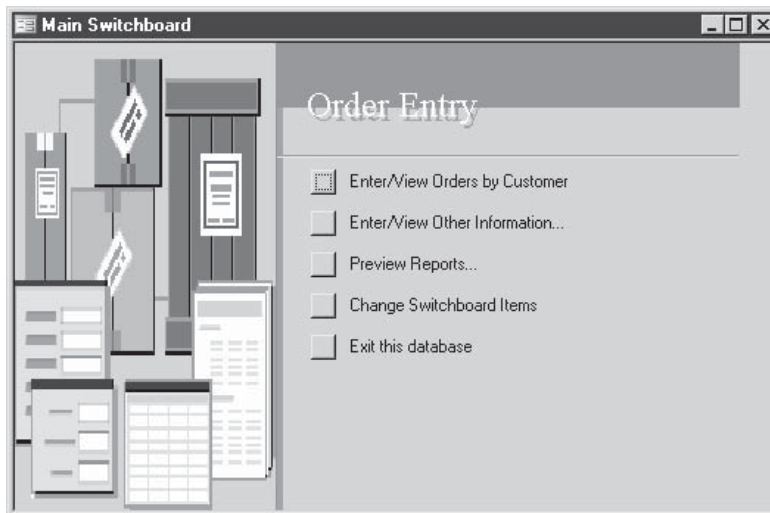 Main Switchboard
Order Entry
Enter/View Orders by Customer
Enter/View Other Information...
Preview Reports...
Change Switchboard Items
Exit this database